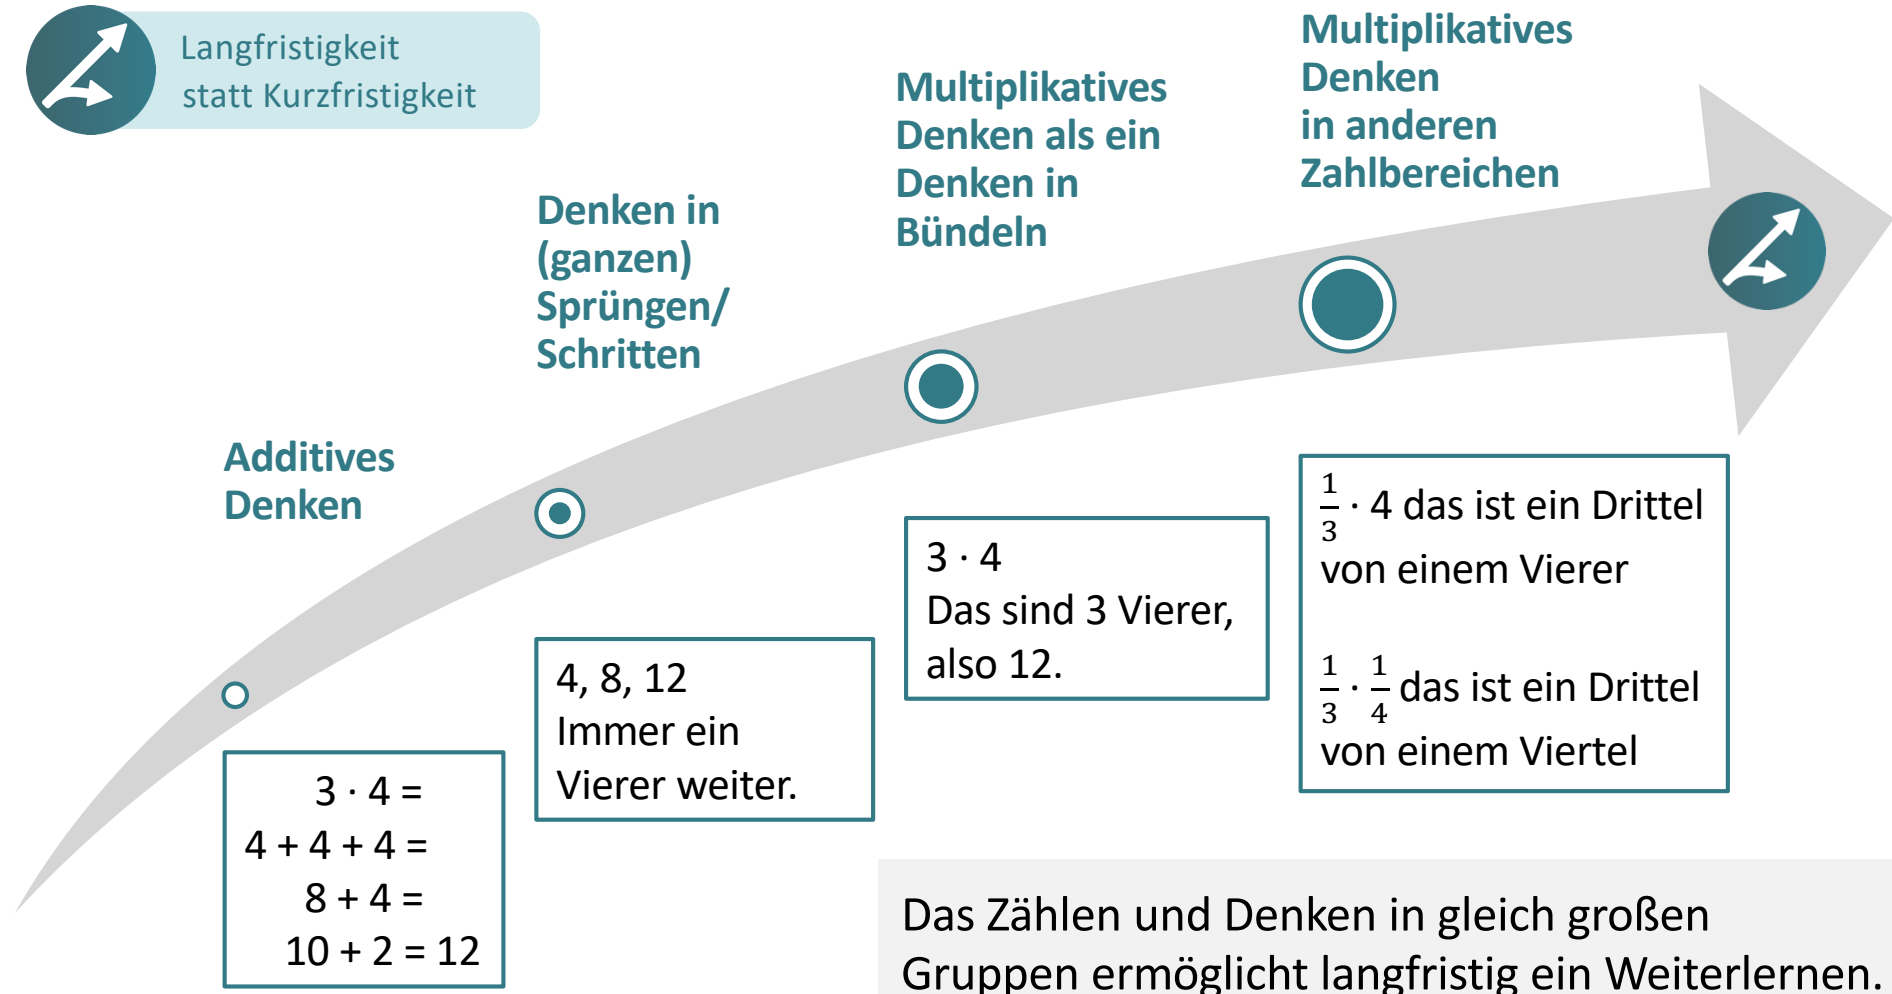 Langfristigkeit
statt Kurzfristigkeit
Additives
Denken
3 · 4 =
4 + 4 + 4 =
8 + 4 =
10 + 2 = 12
Denken in
(ganzen)
Sprüngen/
Schritten
4, 8, 12
Immer ein
Vierer weiter.
Multiplikatives
Denken als ein
Denken in
Bündeln
3 · 4
Das sind 3 Vierer,
also 12.
Multiplikatives
Denken
in anderen
Zahlbereichen
1/3 · 4 das ist ein Drittel
von einem Vierer
1/3 · 1/4 das ist ein Drittel
von einem Viertel
Das Zählen und Denken in gleich großen
Gruppen ermöglicht langfristig ein Weiterlernen.